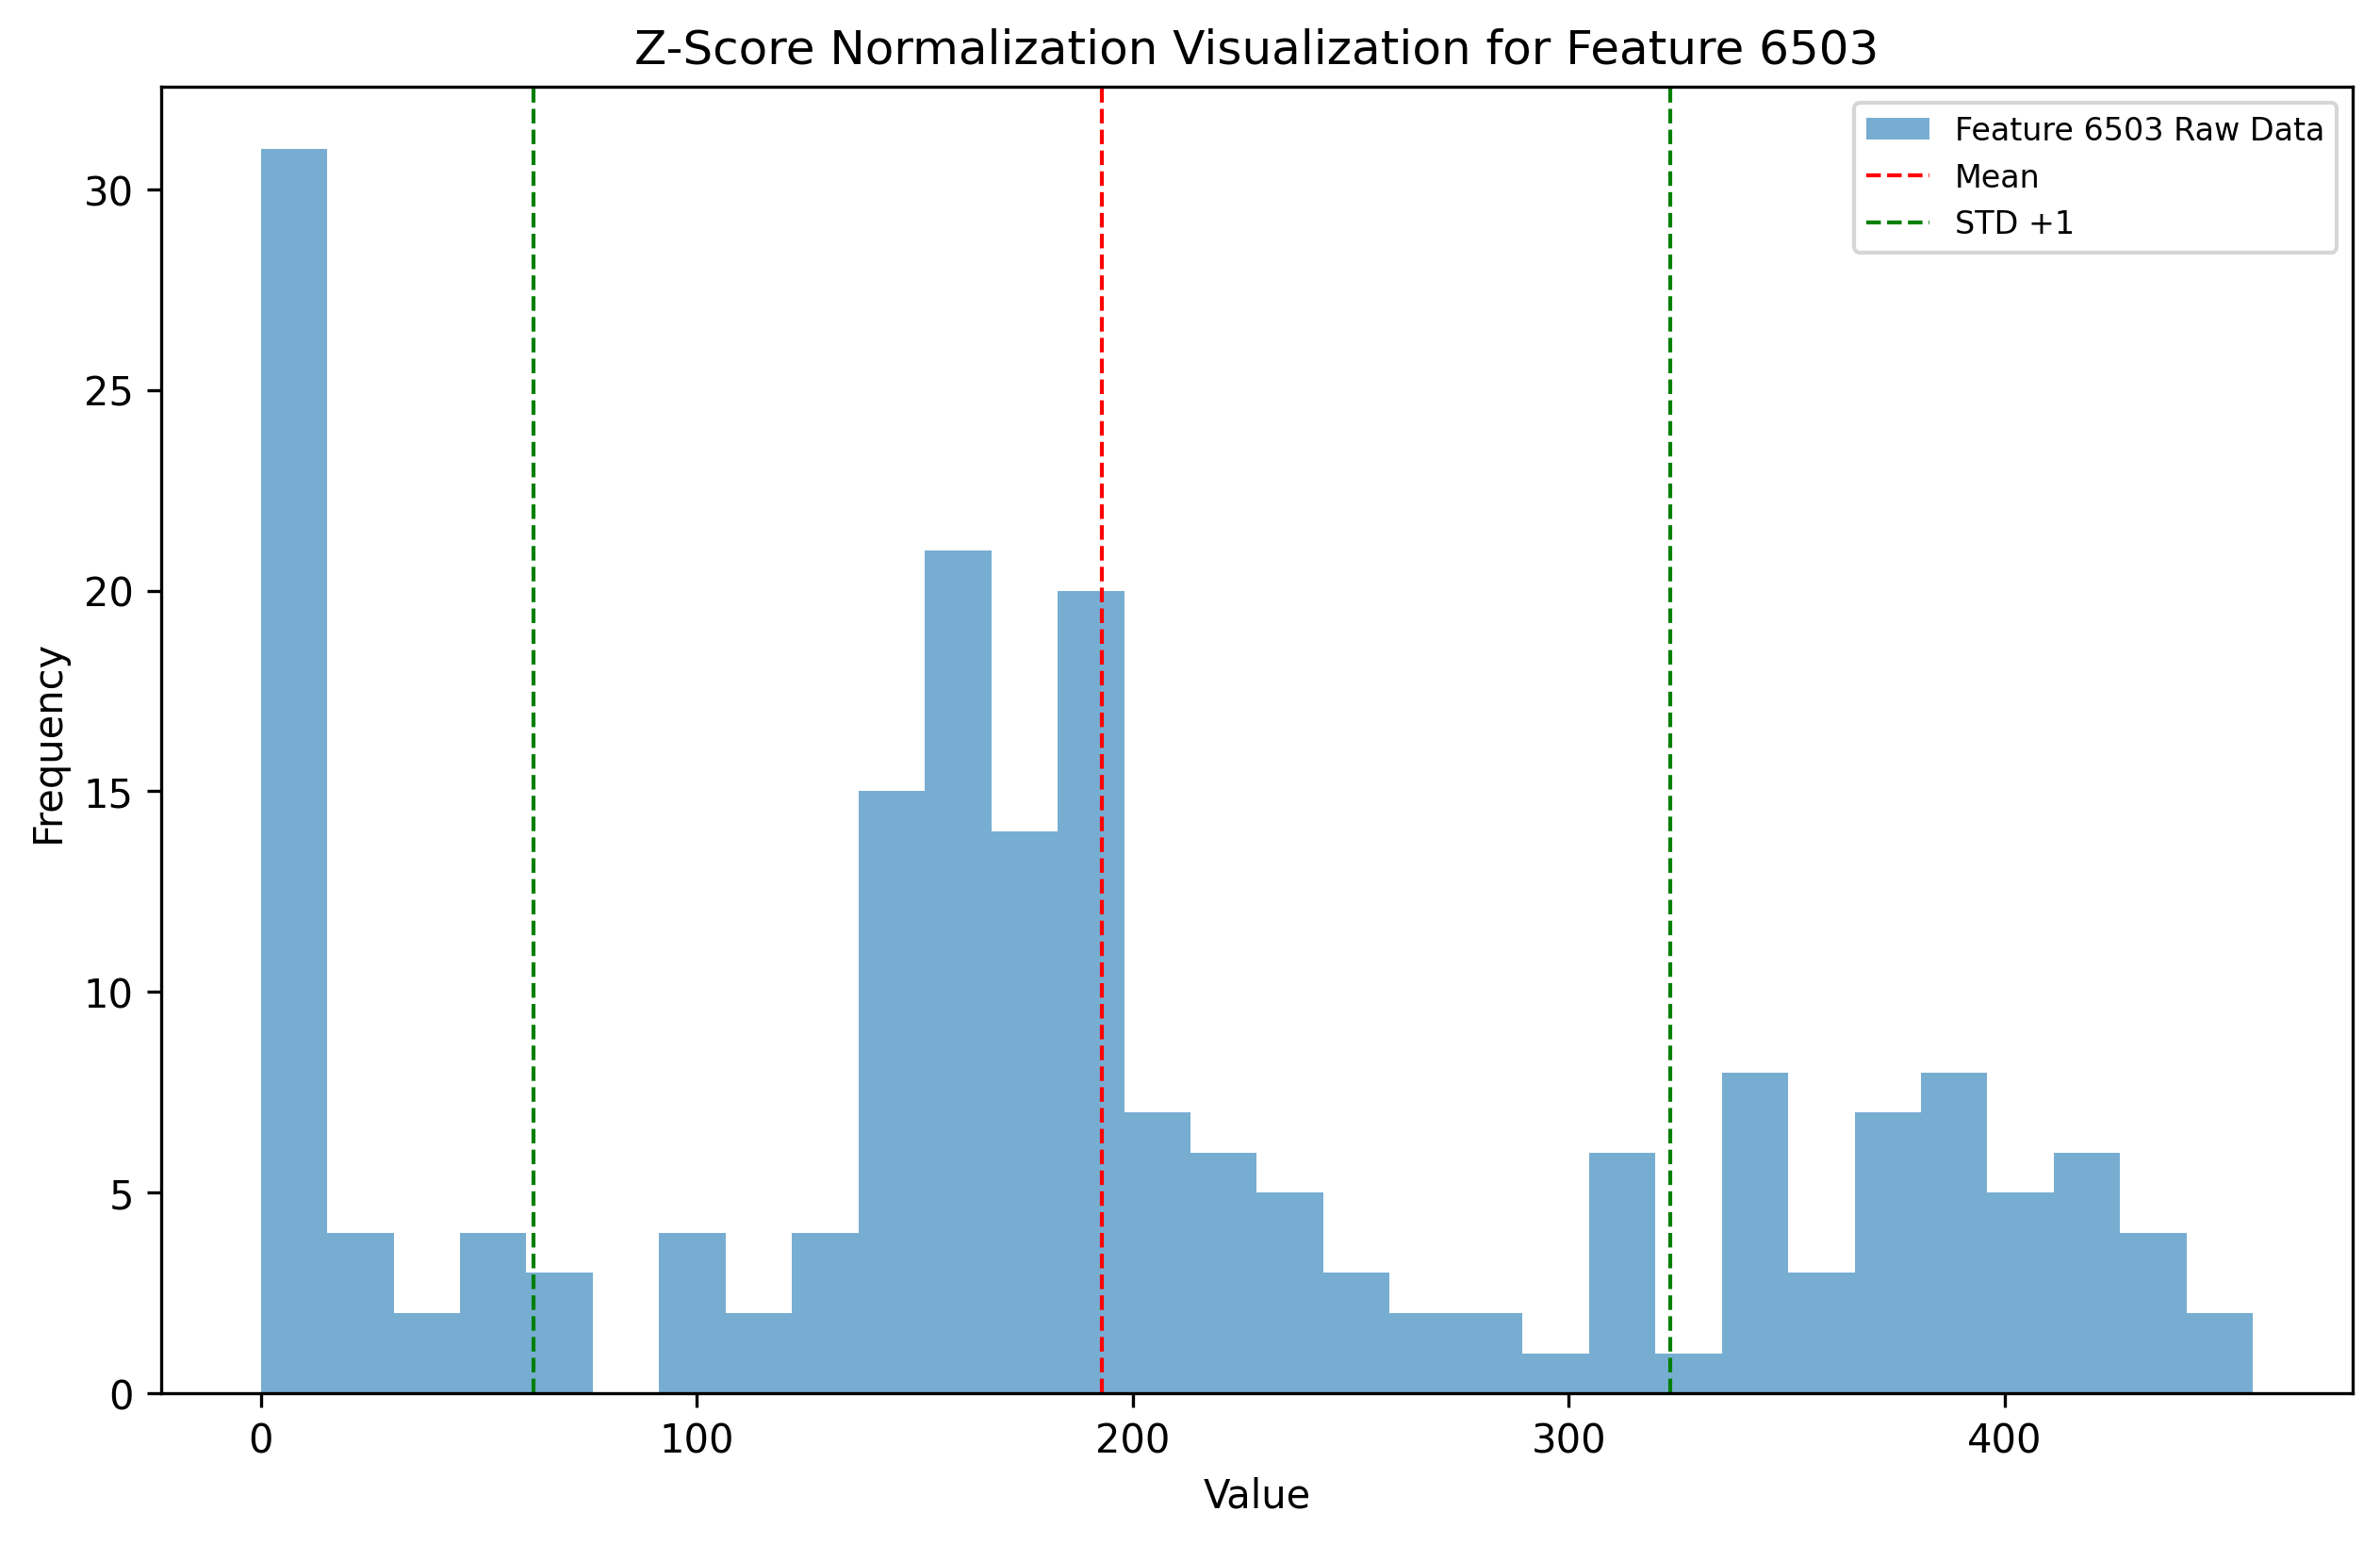 Z-Score Normalization Visualization for Feature 6503
Feature 6503 Raw Data
Mean
STD +1
Frequency
30
25
20
15
10
5
0
0
100
200
300
400
Value